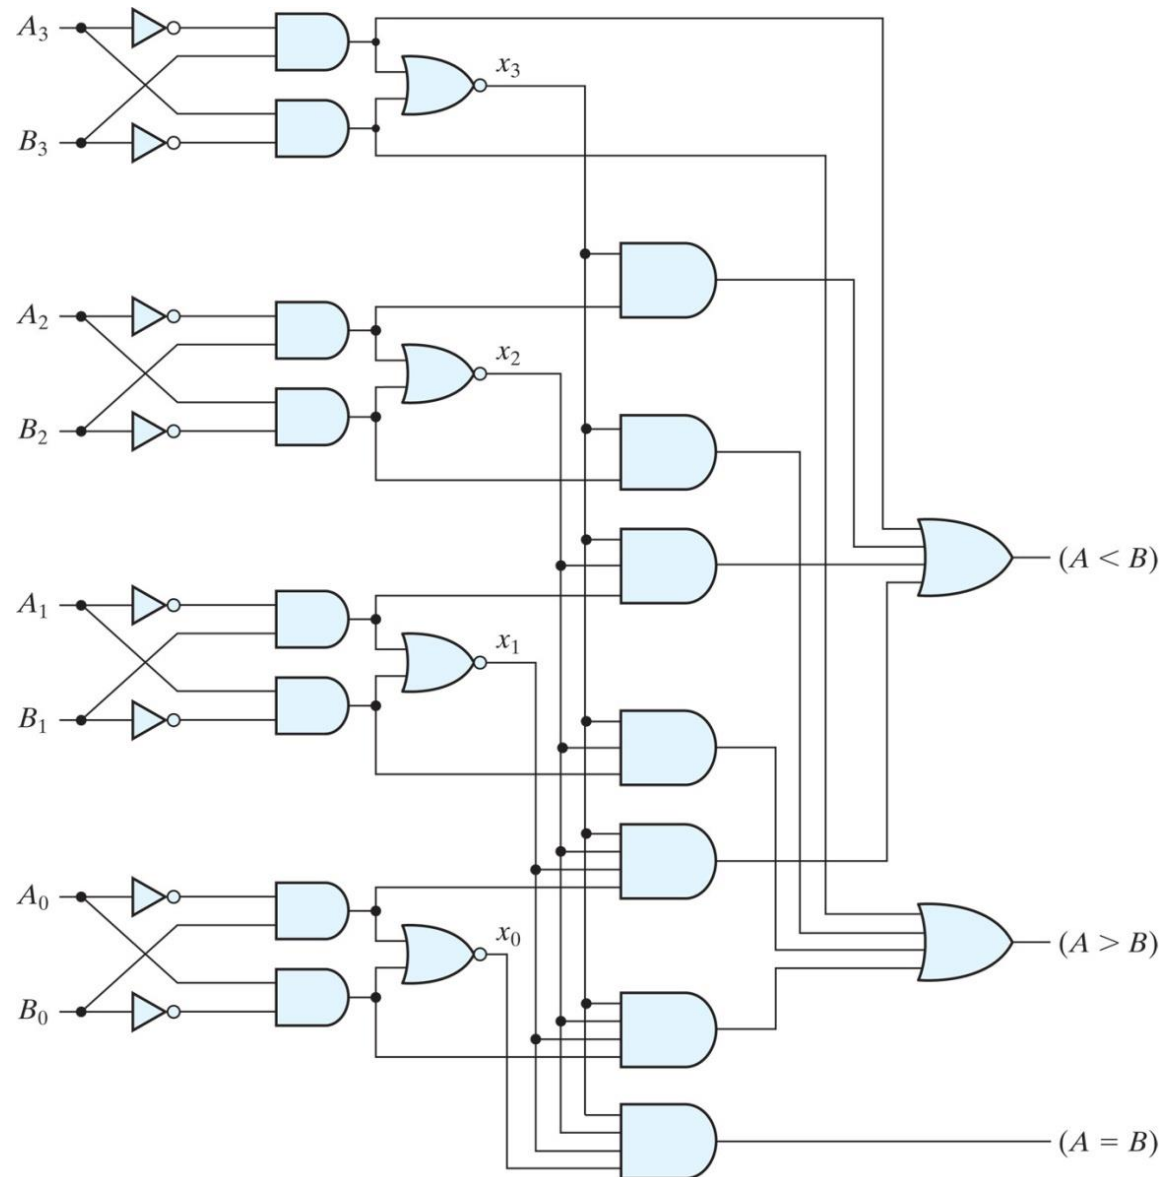 A₃
x₃
B₃
A₂
x₂
B₂
(A < B)
A₁
x₁
B₁
A₀
x₀
(A > B)
B₀
(A = B)